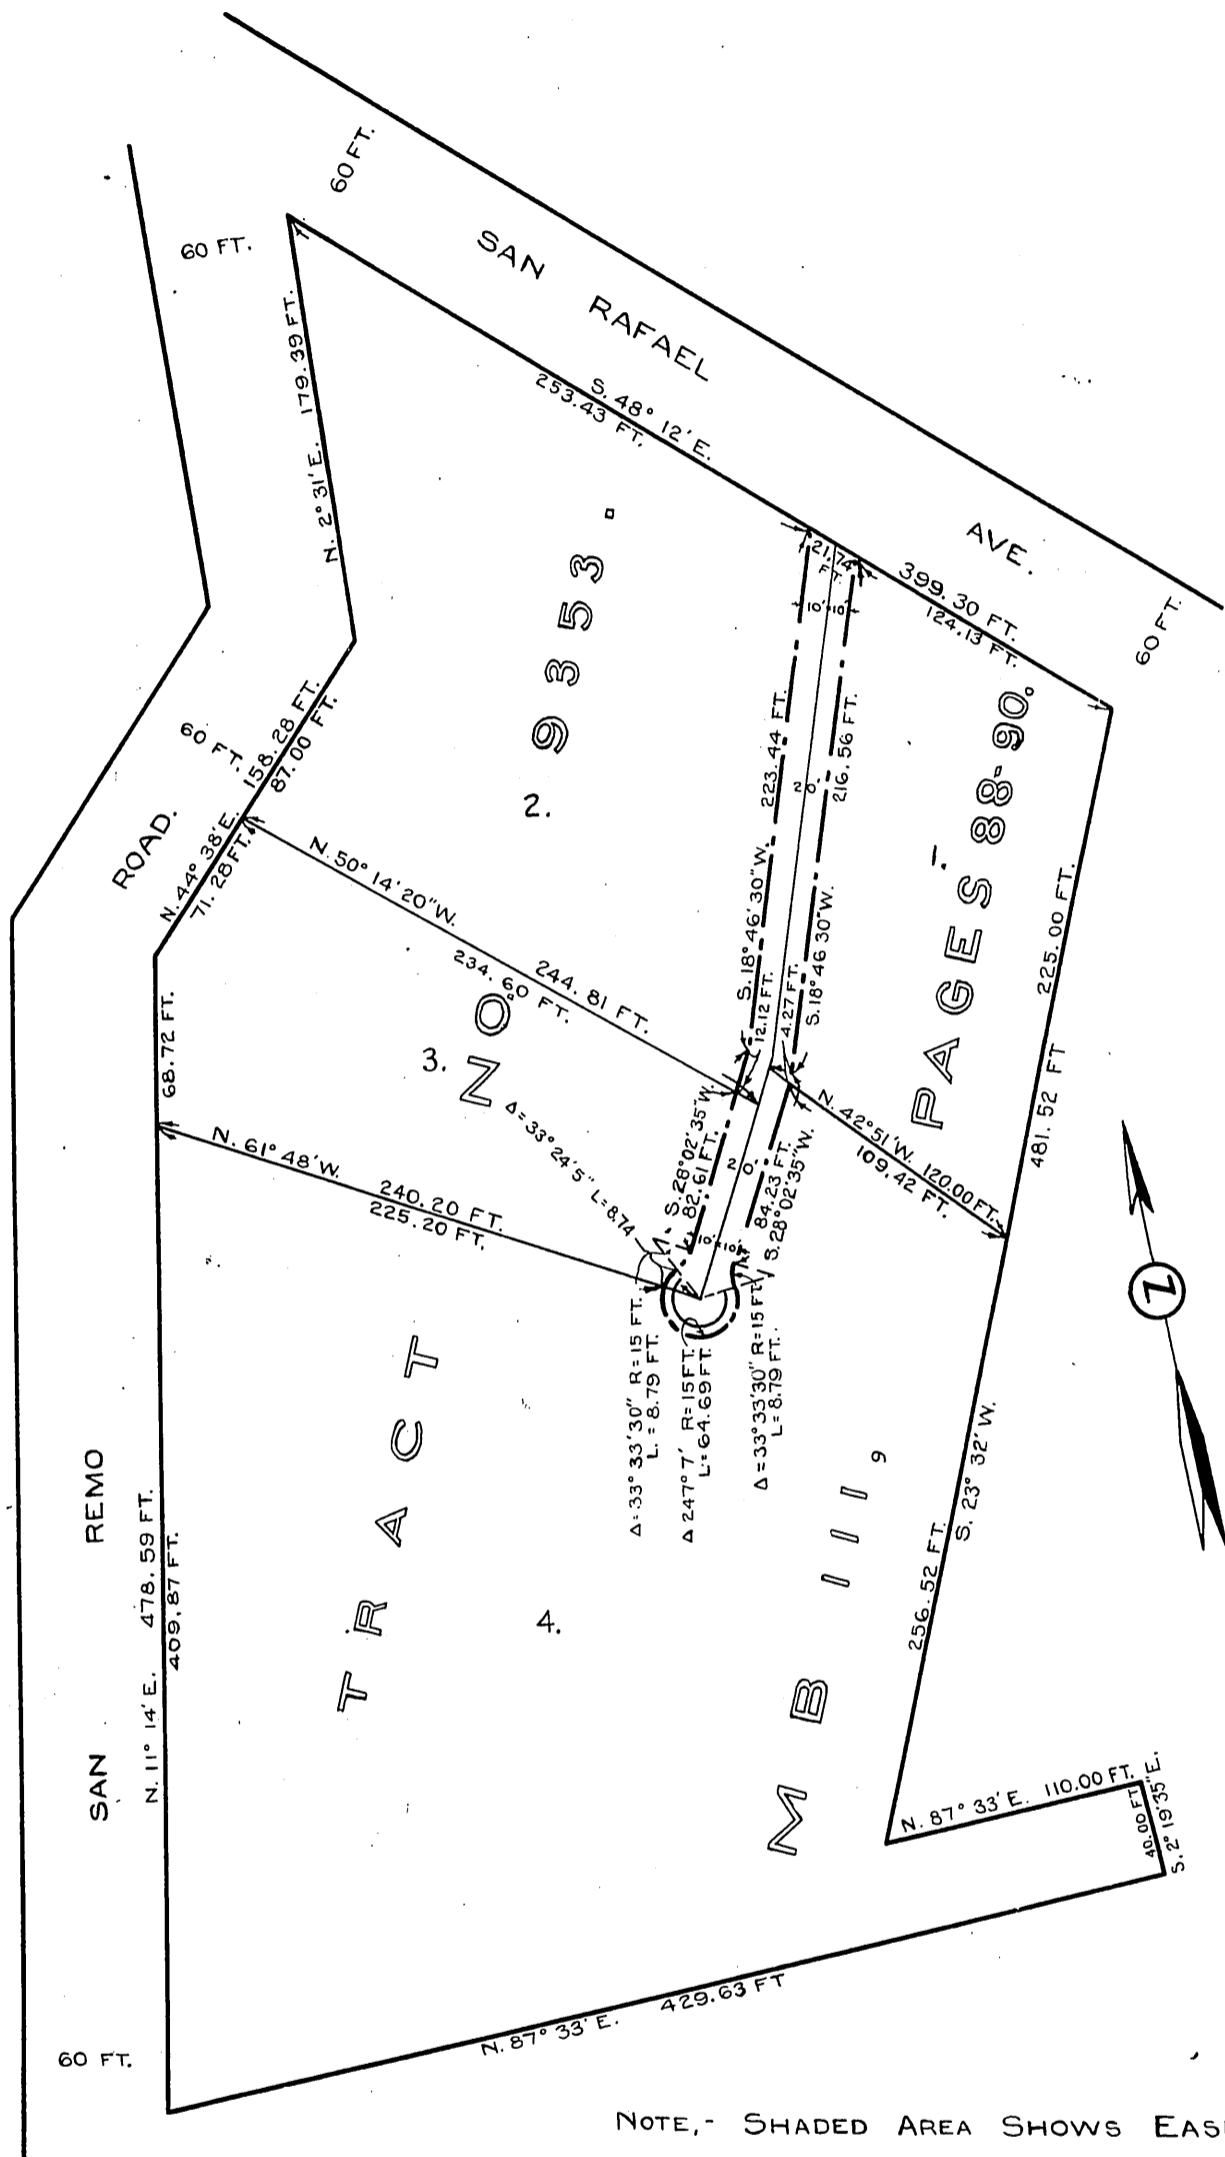 60 FT.
60 FT.
SAN RAFAEL AVE.
S. 48° 12' E.
253.43 FT.
399.30 FT.
124.13 FT.
60 FT.
21.74 FT.
10' 10'
N. 2° 31' E. 179.39 FT.
60 FT.
ROAD.
N. 44° 38' E. 158.28 FT.
71.28 FT. 87.00 FT.
2.
9353.
N. 50° 14' 20" W. 244.81 FT.
234.60 FT.
S. 18° 46' 30" W. 223.44 FT.
20.
S. 18° 46 30" W. 216.56 FT.
12.12 FT.
4.27 FT.
1.
PAGES 88-90.
225.00 FT.
481.52 FT
S. 23° 32' W.
256.52 FT.
N. 42° 51' W. 120.00 FT.
109.42 FT.
68.72 FT.
3.
NO.
N. 61° 48' W. 240.20 FT.
225.20 FT.
Δ = 33° 24' 5" L = 8.74
S. 28° 02' 35" W.
82.61 FT.
20.
84.23 FT.
S. 28° 02' 35" W.
10' 10'
Δ = 33° 33' 30" R = 15 FT.
L. = 8.79 FT.
Δ 247° 7' R = 15 FT.
L = 64.69 FT.
Δ = 33° 33' 30" R = 15 FT.
L = 8.79 FT.
TRACT
4.
M B 111
9
Z
SAN REMO
N. 11° 14' E. 478.59 FT.
409.87 FT.
N. 87° 33' E. 110.00 FT.
40.00 FT
S. 2° 19' 35" E.
N. 87° 33' E. 429.63 FT
60 FT.
NOTE,- SHADED AREA SHOWS